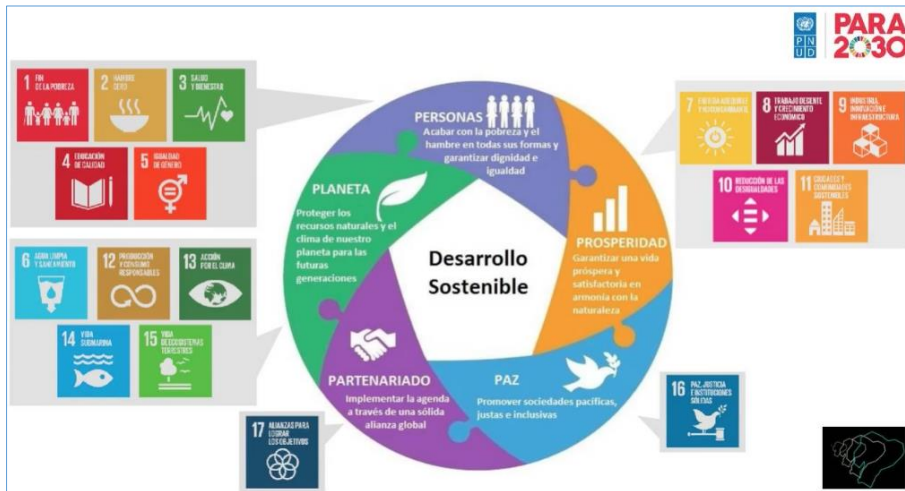 PNUD
PARA
2030
1 FIN
DE LA POBREZA
2 HAMBRE
CERO
3 SALUD
Y BIENESTAR
4 EDUCACIÓN
DE CALIDAD
5 IGUALDAD
DE GÉNERO
PERSONAS
Acabar con la pobreza y el
hambre en todas sus formas y
garantizar dignidad e
igualdad
7 ENERGÍA ASEQUIBLE
Y NO CONTAMINANTE
8 TRABAJO DECENTE
Y CRECIMIENTO
ECONÓMICO
9 INDUSTRIA,
INNOVACIÓN E
INFRAESTRUCTURA
10 REDUCCIÓN DE LAS
DESIGUALDADES
11 CIUDADES Y
COMUNIDADES
SOSTENIBLES
PLANETA
Proteger los
recursos naturales y el
clima de nuestro
planeta para las
futuras
generaciones
PROSPERIDAD
Garantizar una vida
próspera y
satisfactoria en
armonía con la
naturaleza
Desarrollo
Sostenible
6 AGUA LIMPIA
Y SANEAMIENTO
12 PRODUCCIÓN
Y CONSUMO
RESPONSABLES
13 ACCIÓN
POR EL CLIMA
14 VIDA
SUBMARINA
15 VIDA
DE ECOSISTEMAS
TERRESTRES
PARTENARIADO
Implementar la agenda
a través de una sólida
alianza global
PAZ
Promover sociedades pacíficas,
justas e inclusivas
16 PAZ, JUSTICIA
E INSTITUCIONES
SÓLIDAS
17 ALIANZAS PARA
LOGRAR
LOS OBJETIVOS